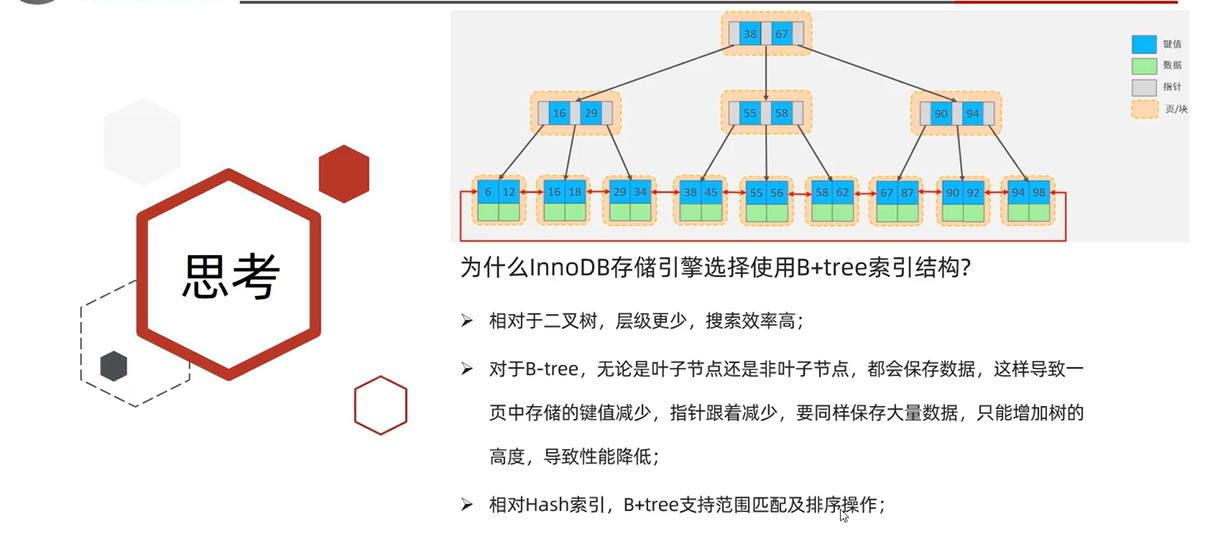 38 67
键值
数据
指针
页/块
16 29
55 58
90 94
6 12
16 18
29 34
38 45
55 56
58 62
67 87
90 92
94 98
思考
为什么InnoDB存储引擎选择使用B+tree索引结构?
相对于二叉树，层级更少，搜索效率高；
对于B-tree，无论是叶子节点还是非叶子节点，都会保存数据，这样导致一
页中存储的键值减少，指针跟着减少，要同样保存大量数据，只能增加树的
高度，导致性能降低；
相对Hash索引，B+tree支持范围匹配及排序操作；